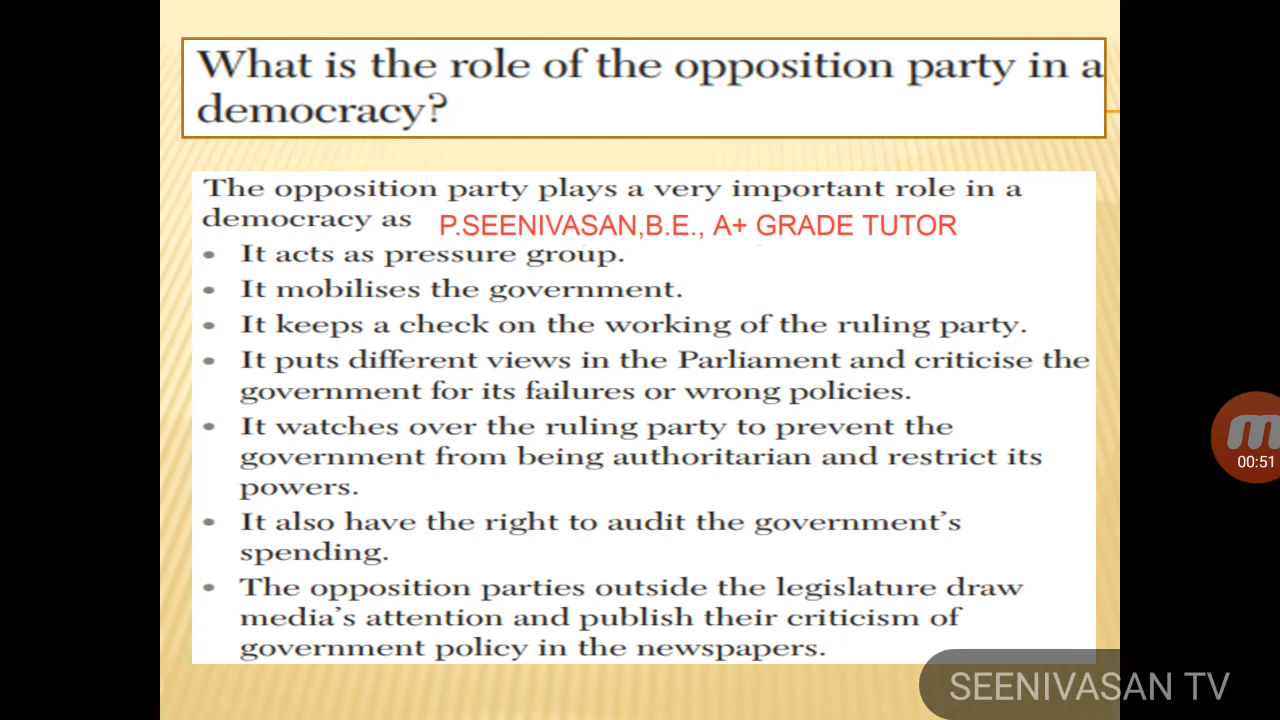 What is the role of the opposition party in a
democracy?
The opposition party plays a very important role in a
democracy as P.SEENIVASAN,B.E., A+ GRADE TUTOR
• It acts as pressure group.
• It mobilises the government.
• It keeps a check on the working of the ruling party.
• It puts different views in the Parliament and criticise the
government for its failures or wrong policies.
• It watches over the ruling party to prevent the
government from being authoritarian and restrict its
powers.
• It also have the right to audit the government's
spending.
• The opposition parties outside the legislature draw
media's attention and publish their criticism of
government policy in the newspapers.
00:51
SEENIVASAN TV